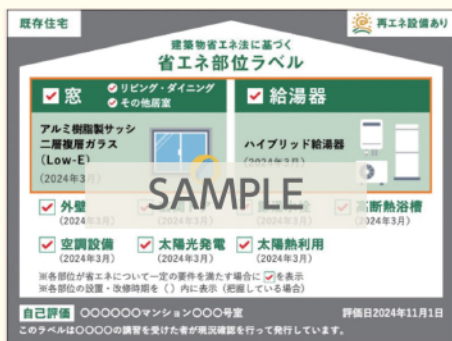 既存住宅
再エネ設備あり
建築物省エネ法に基づく
省エネ部位ラベル
窓
リビング・ダイニング
その他居室
給湯器
アルミ樹脂製サッシ
二層複層ガラス
(Low-E)
(2024年3月)
ハイブリッド給湯器
(2024年3月)
SAMPLE
外壁
高断熱浴槽
(2024年3月)
(2024年3月)
空調設備
太陽光発電
太陽熱利用
(2024年3月)
(2024年3月)
(2024年3月)
※各部位が省エネについて一定の要件を満たす場合に☑を表示
※各部位の設置・改修時期を()内に表示(把握している場合)
自己評価 〇〇〇〇〇〇マンション〇〇〇号室 評価日2024年11月1日
このラベルは〇〇〇〇の講習を受けた者が現況確認を行って発行しています。